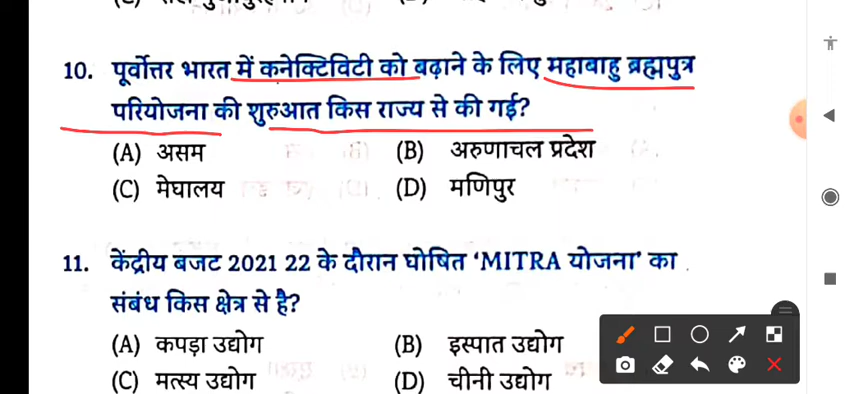 10. पूर्वोत्तर भारत में कनेक्टिविटी को बढ़ाने के लिए महाबाहु ब्रह्मपुत्र
परियोजना की शुरुआत किस राज्य से की गई?
(A) असम (B) अरुणाचल प्रदेश
(C) मेघालय (D) मणिपुर
11. केंद्रीय बजट 2021 22 के दौरान घोषित ‘MITRA योजना’ का
संबंध किस क्षेत्र से है?
(A) कपड़ा उद्योग (B) इस्पात उद्योग
(C) मत्स्य उद्योग (D) चीनी उद्योग